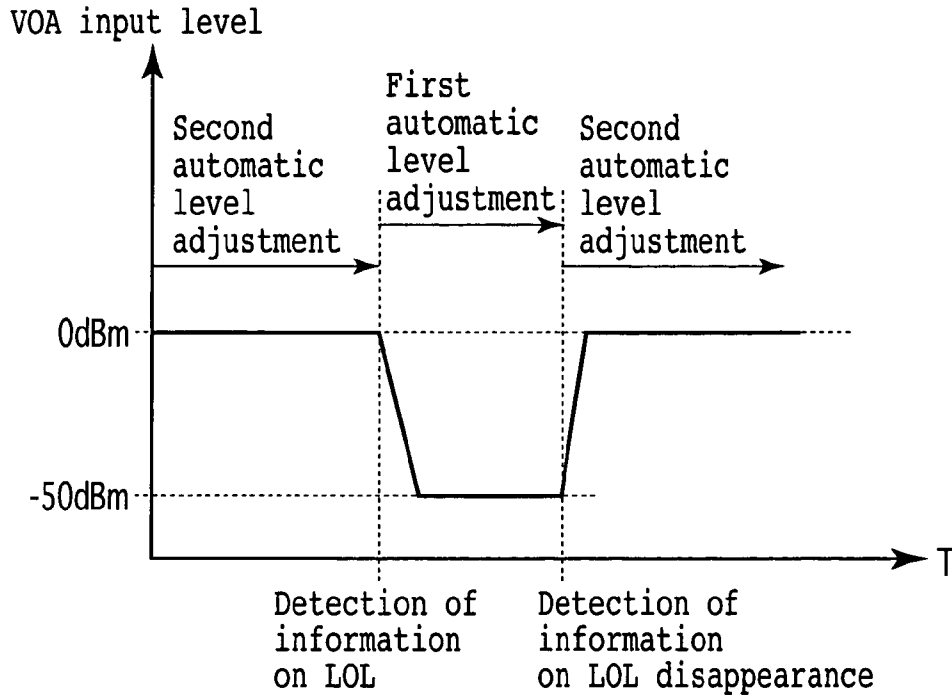 VOA input level
First
automatic
level
adjustment
Second
automatic
level
adjustment
Second
automatic
level
adjustment
0dBm
-50dBm
T
Detection of
information
on LOL
Detection of
information
on LOL disappearance